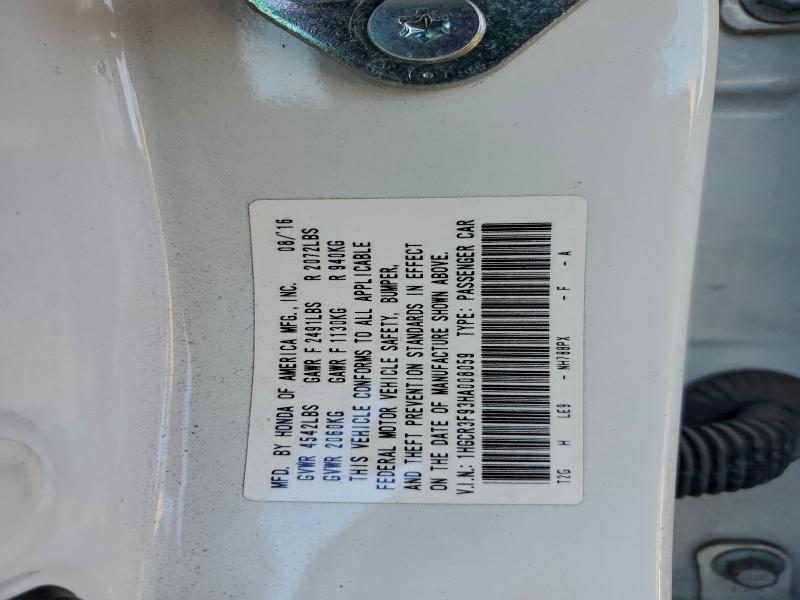 MFD. BY HONDA OF AMERICA MFG., INC. 08/'16
GVWR 4542LBS GAWR F 2491LBS R 2072LBS
GVWR 2060KG GAWR F 1130KG R 940KG
THIS VEHICLE CONFORMS TO ALL APPLICABLE
FEDERAL MOTOR VEHICLE SAFETY, BUMPER,
AND THEFT PREVENTION STANDARDS IN EFFECT
ON THE DATE OF MANUFACTURE SHOWN ABOVE.
V.I.N.: 1HGCR3F93HA008059 TYPE: PASSENGER CAR
T2G H LE9 - NH788PX - F - A